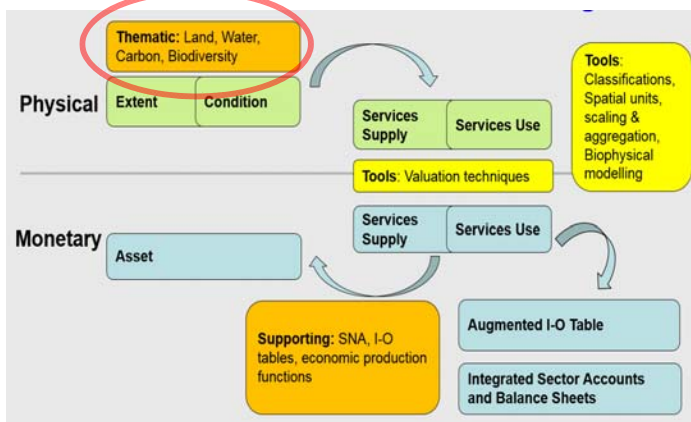 Thematic: Land, Water,
Carbon, Biodiversity
Physical
Extent
Condition
Services
Supply
Services Use
Tools:
Classifications,
Spatial units,
scaling &
aggregation,
Biophysical
modelling
Tools: Valuation techniques
Monetary
Asset
Services
Supply
Services Use
Supporting: SNA, I-O
tables, economic production
functions
Augmented I-O Table
Integrated Sector Accounts
and Balance Sheets